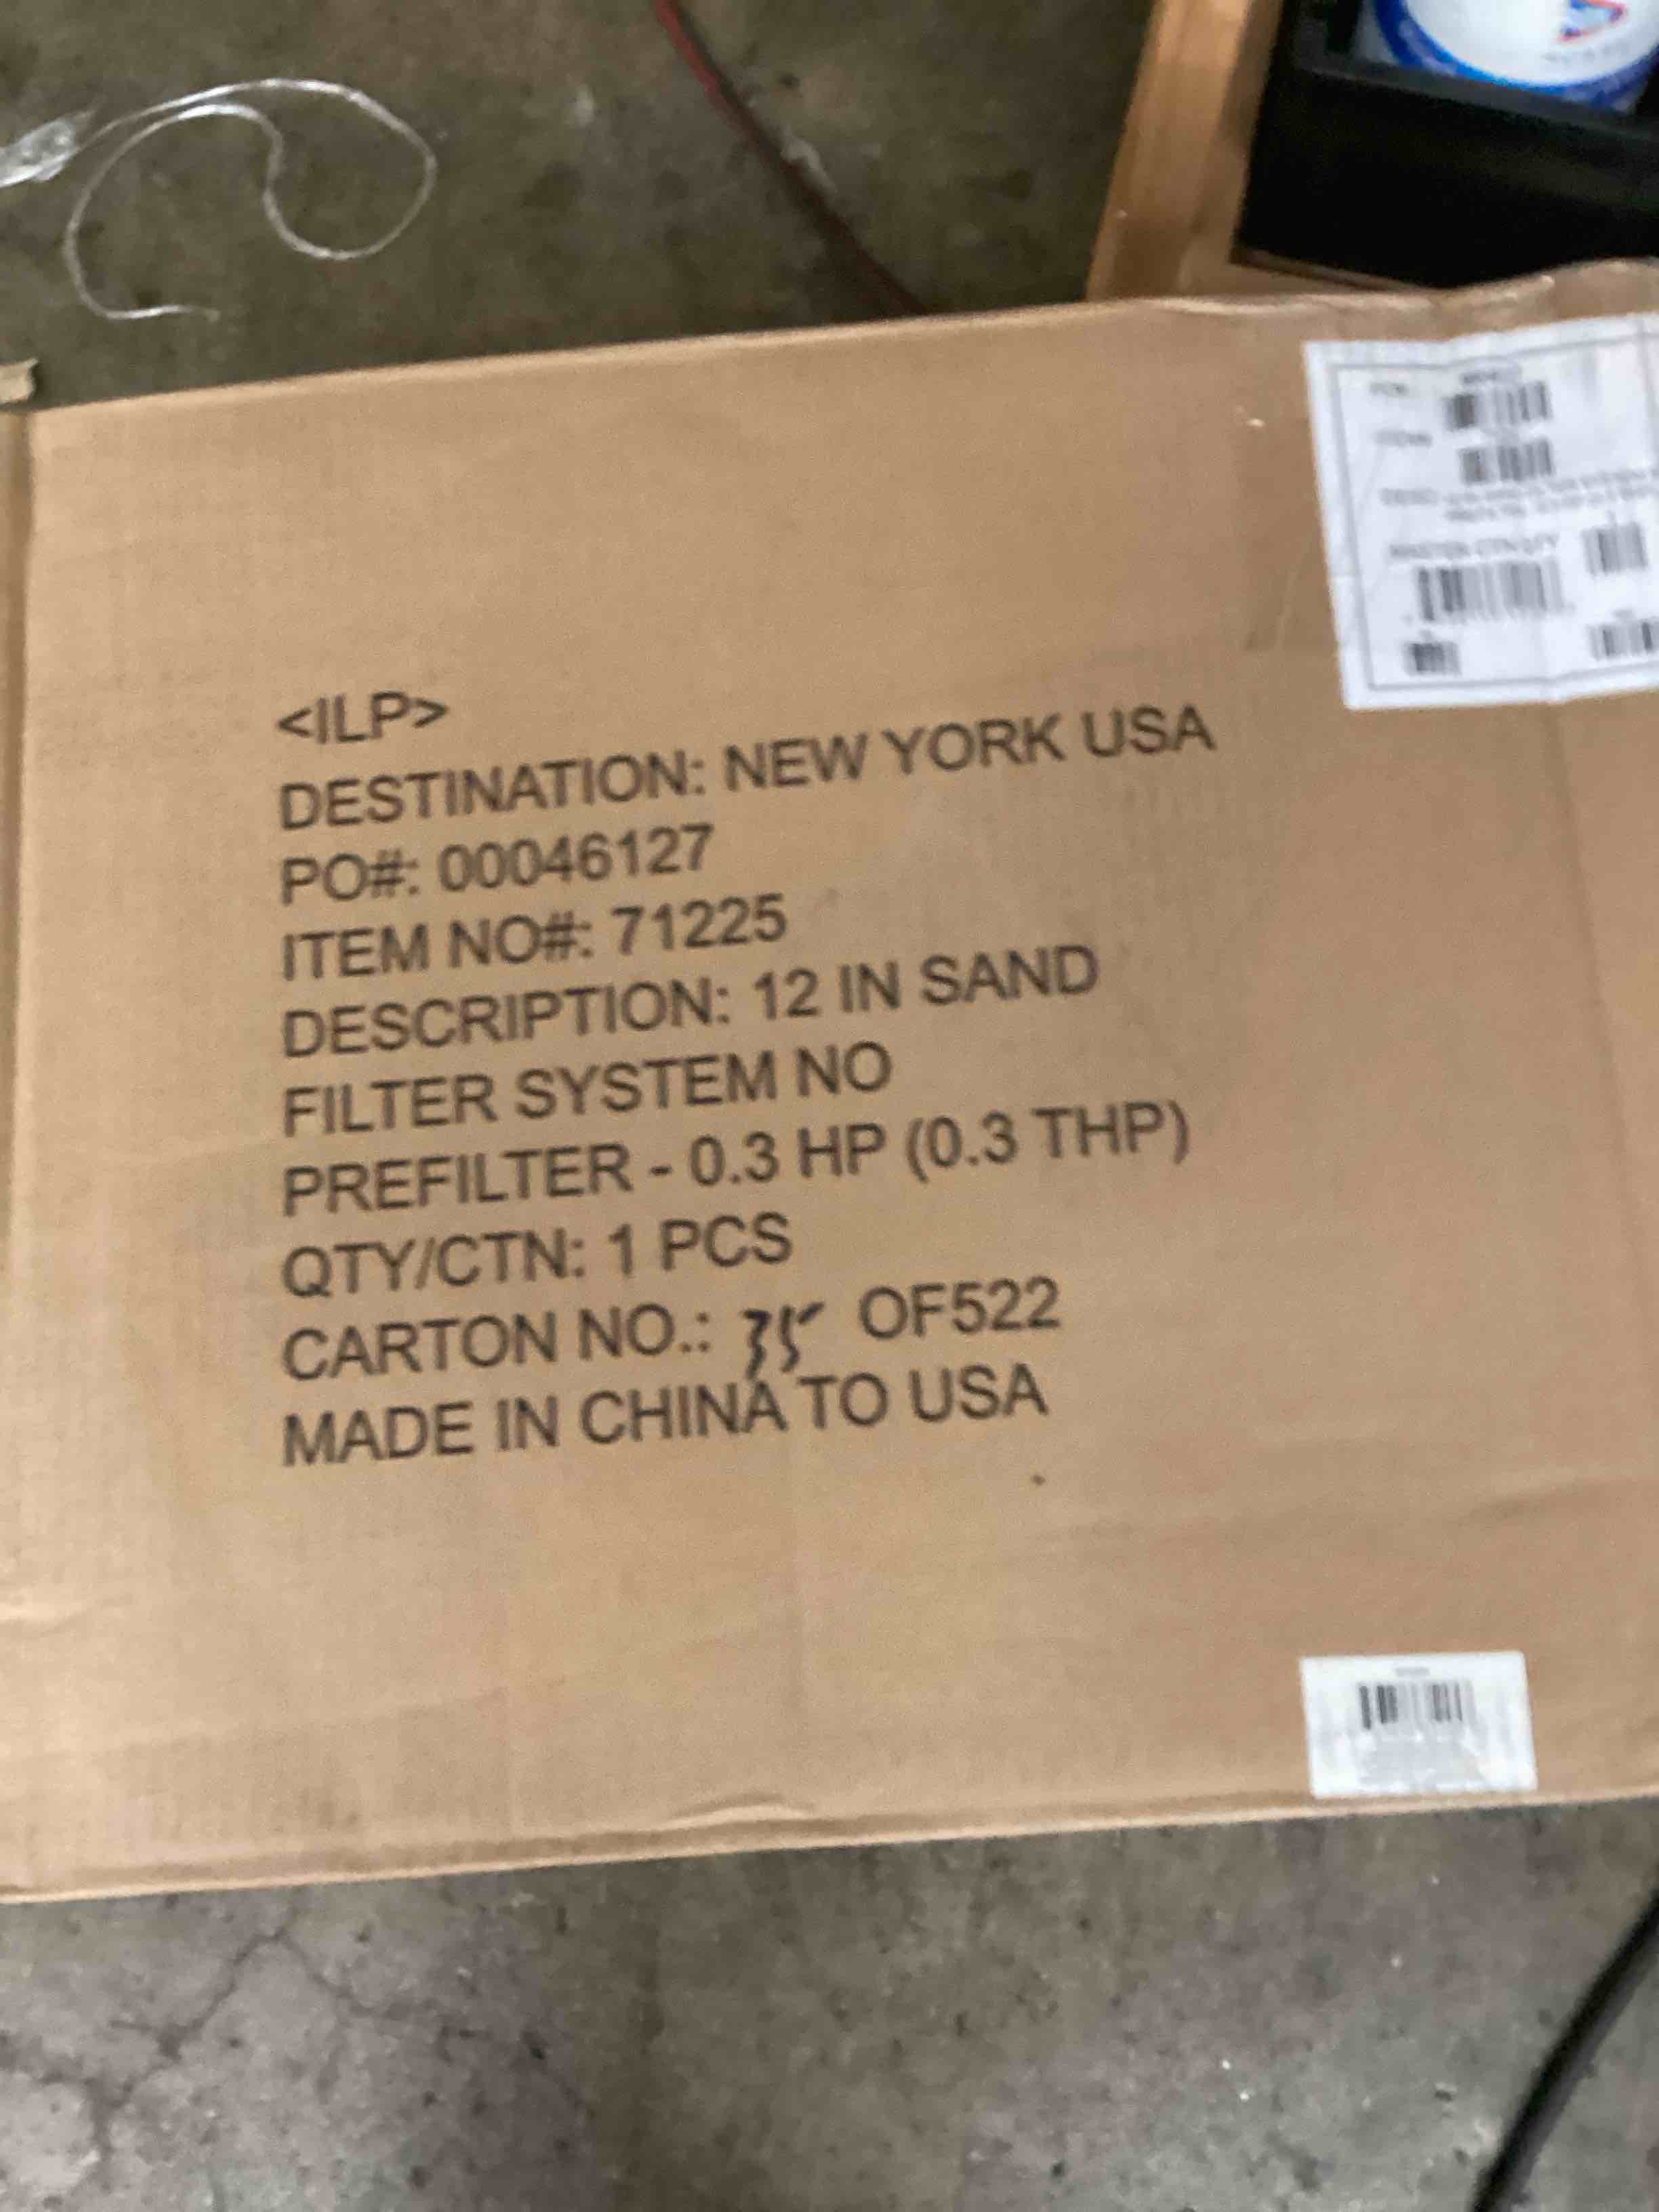 <ILP>
DESTINATION: NEW YORK USA
PO#: 00046127
ITEM NO#: 71225
DESCRIPTION: 12 IN SAND
FILTER SYSTEM NO
PREFILTER - 0.3 HP (0.3 THP)
QTY/CTN: 1 PCS
CARTON NO.: 35 OF522
MADE IN CHINA TO USA